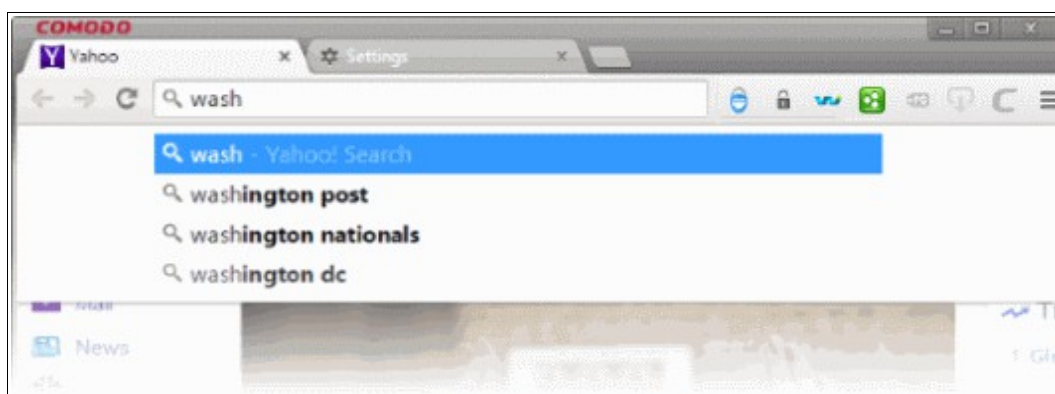 COMODO
Yahoo
Settings
wash
wash - Yahoo! Search
washington post
washington nationals
washington dc
Mail
News